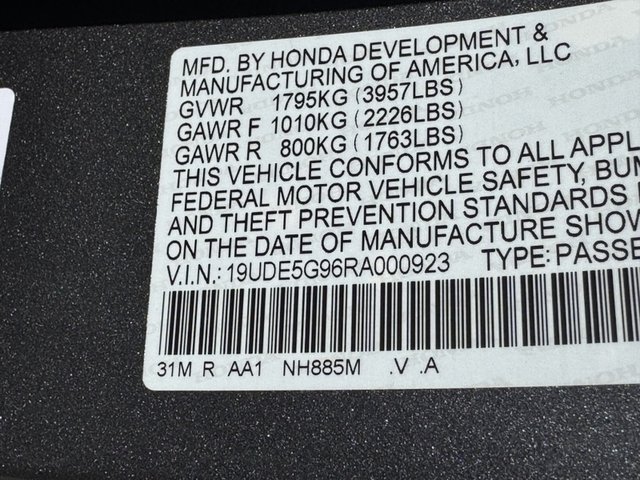 MFD. BY HONDA DEVELOPMENT &
MANUFACTURING OF AMERICA, LLC
GVWR 1795KG (3957LBS)
GAWR F 1010KG (2226LBS)
GAWR R 800KG (1763LBS)
THIS VEHICLE CONFORMS TO ALL APPL
FEDERAL MOTOR VEHICLE SAFETY, BUM
AND THEFT PREVENTION STANDARDS
ON THE DATE OF MANUFACTURE SHOW
V.I.N.: 19UDE5G96RA000923 TYPE: PASSE
31M R AA1 NH885M .V .A